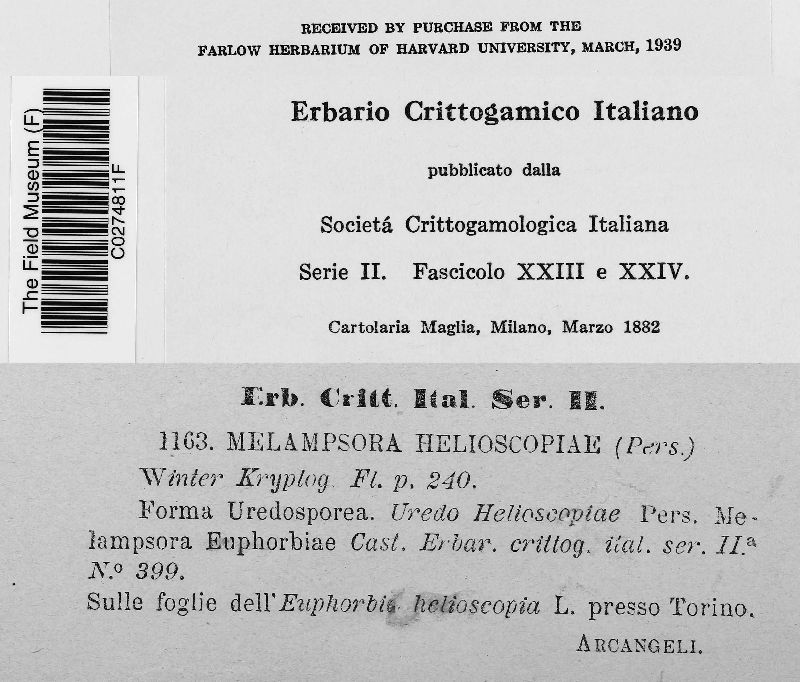 RECEIVED BY PURCHASE FROM THE
FARLOW HERBARIUM OF HARVARD UNIVERSITY, MARCH, 1939
The Field Museum (F)
C0274811F
Erbario Crittogamico Italiano
pubblicato dalla
Societá Crittogamologica Italiana
Serie II. Fascicolo XXIII e XXIV.
Cartolaria Maglia, Milano, Marzo 1882
Erb. Critt. Ital. Ser. II.
1163. MELAMPSORA HELIOSCOPIAE (Pers.)
Winter Kryptog. Fl. p. 240.
Forma Uredosporea. Uredo Helioscopiae Pers. Me-
lampsora Euphorbiae Cast. Erbar. crittog. ital. ser. II.ª
N.º 399.
Sulle foglie dell'Euphorbia helioscopia L. presso Torino.
ARCANGELI.